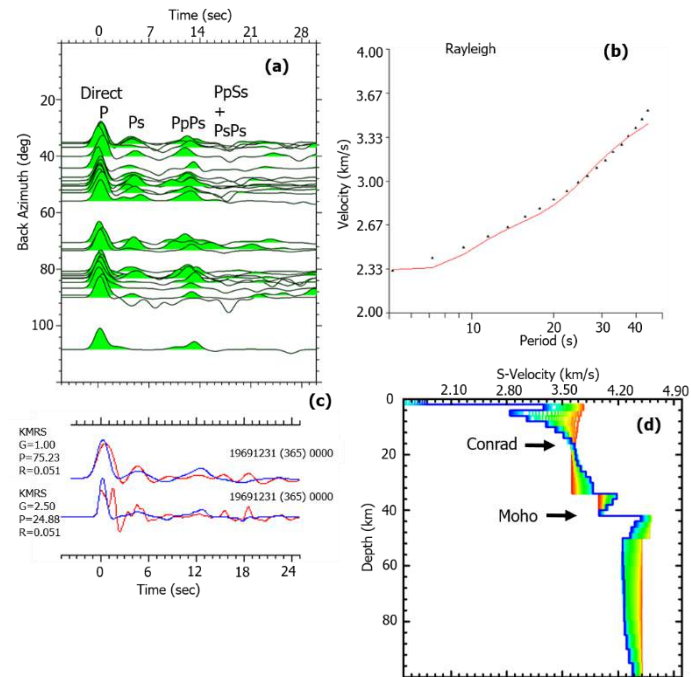 Time (sec)
0 7 14 21 28
(a)
Direct
P
Ps
PpPs
PpSs
+
PsPs
Back Azimuth (deg)
20
40
60
80
100
Rayleigh
(b)
Velocity (km/s)
4.00
3.67
3.33
3.00
2.67
2.33
2.00
10 20 30 40
Period (s)
(c)
KMRS
G=1.00
P=75.23
R=0.051
19691231 (365) 0000
KMRS
G=2.50
P=24.88
R=0.051
19691231 (365) 0000
0 6 12 18 24
Time (sec)
S-Velocity (km/s)
2.10 2.80 3.50 4.20 4.90
(d)
Depth (km)
0
20
40
60
80
Conrad
Moho